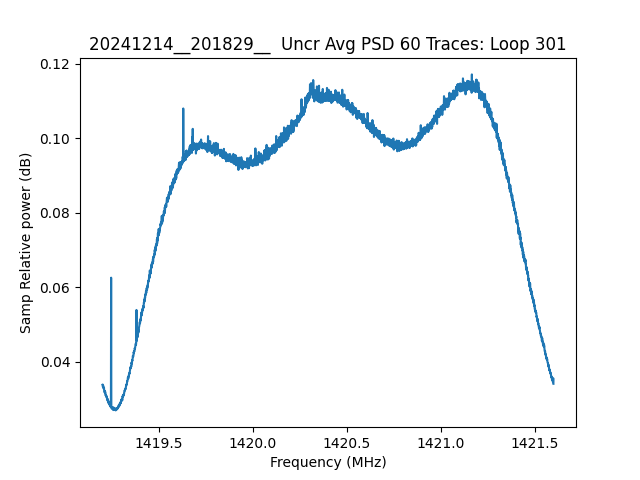 20241214__201829__  Uncr Avg PSD 60 Traces: Loop 301
0.12
0.10
0.08
0.06
0.04
Samp Relative power (dB)
1419.5 1420.0 1420.5 1421.0 1421.5
Frequency (MHz)